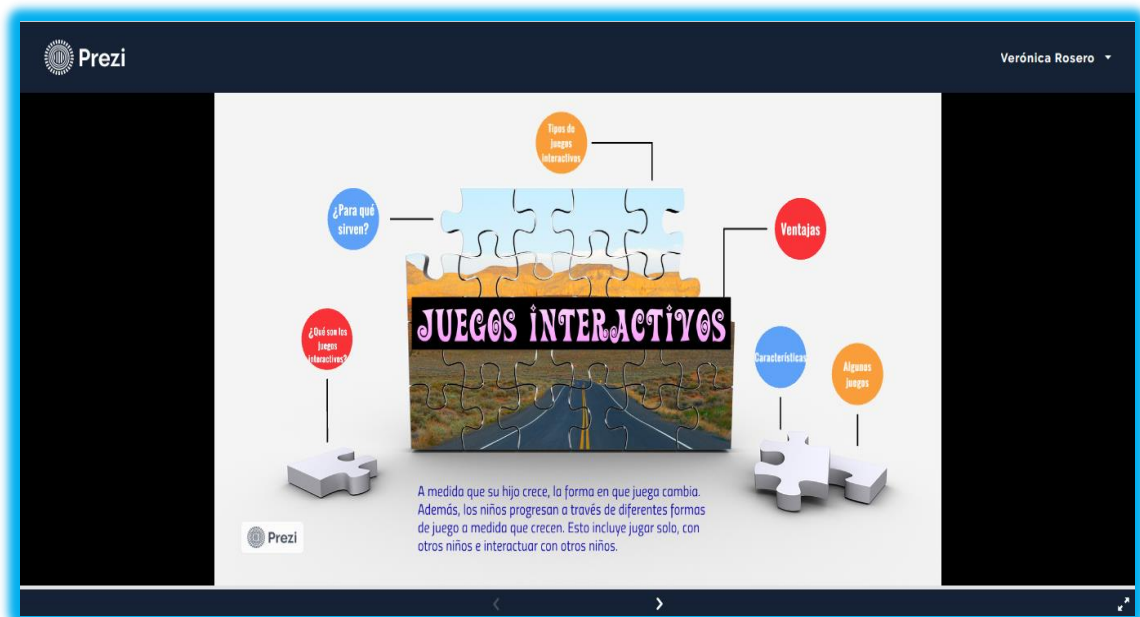 Prezi
Verónica Rosero
Tipos de
juegos
interactivos
¿Para qué
sirven?
Ventajas
JUEGOS INTERACTIVOS
¿Qué son los
juegos
interactivos?
Características
Algunos
juegos
A medida que su hijo crece, la forma en que juega cambia.
Además, los niños progresan a través de diferentes formas
de juego a medida que crecen. Esto incluye jugar solo, con
otros niños e interactuar con otros niños.
Prezi